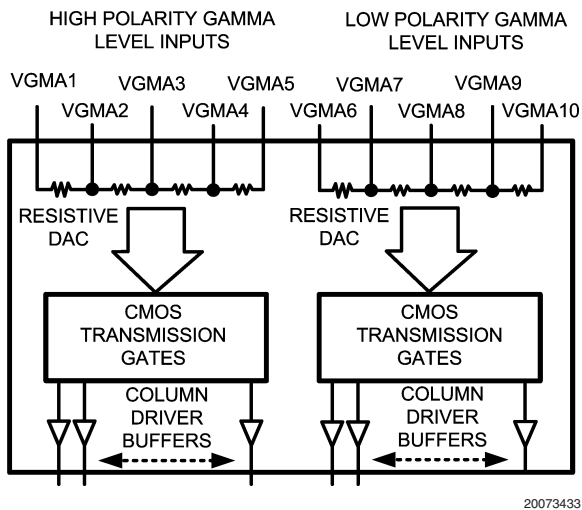 HIGH POLARITY GAMMA
LEVEL INPUTS
LOW POLARITY GAMMA
LEVEL INPUTS
VGMA1
VGMA2
VGMA3
VGMA4
VGMA5
VGMA6
VGMA7
VGMA8
VGMA9
VGMA10
RESISTIVE
DAC
RESISTIVE
DAC
CMOS
TRANSMISSION
GATES
CMOS
TRANSMISSION
GATES
COLUMN
DRIVER
BUFFERS
COLUMN
DRIVER
BUFFERS
20073433